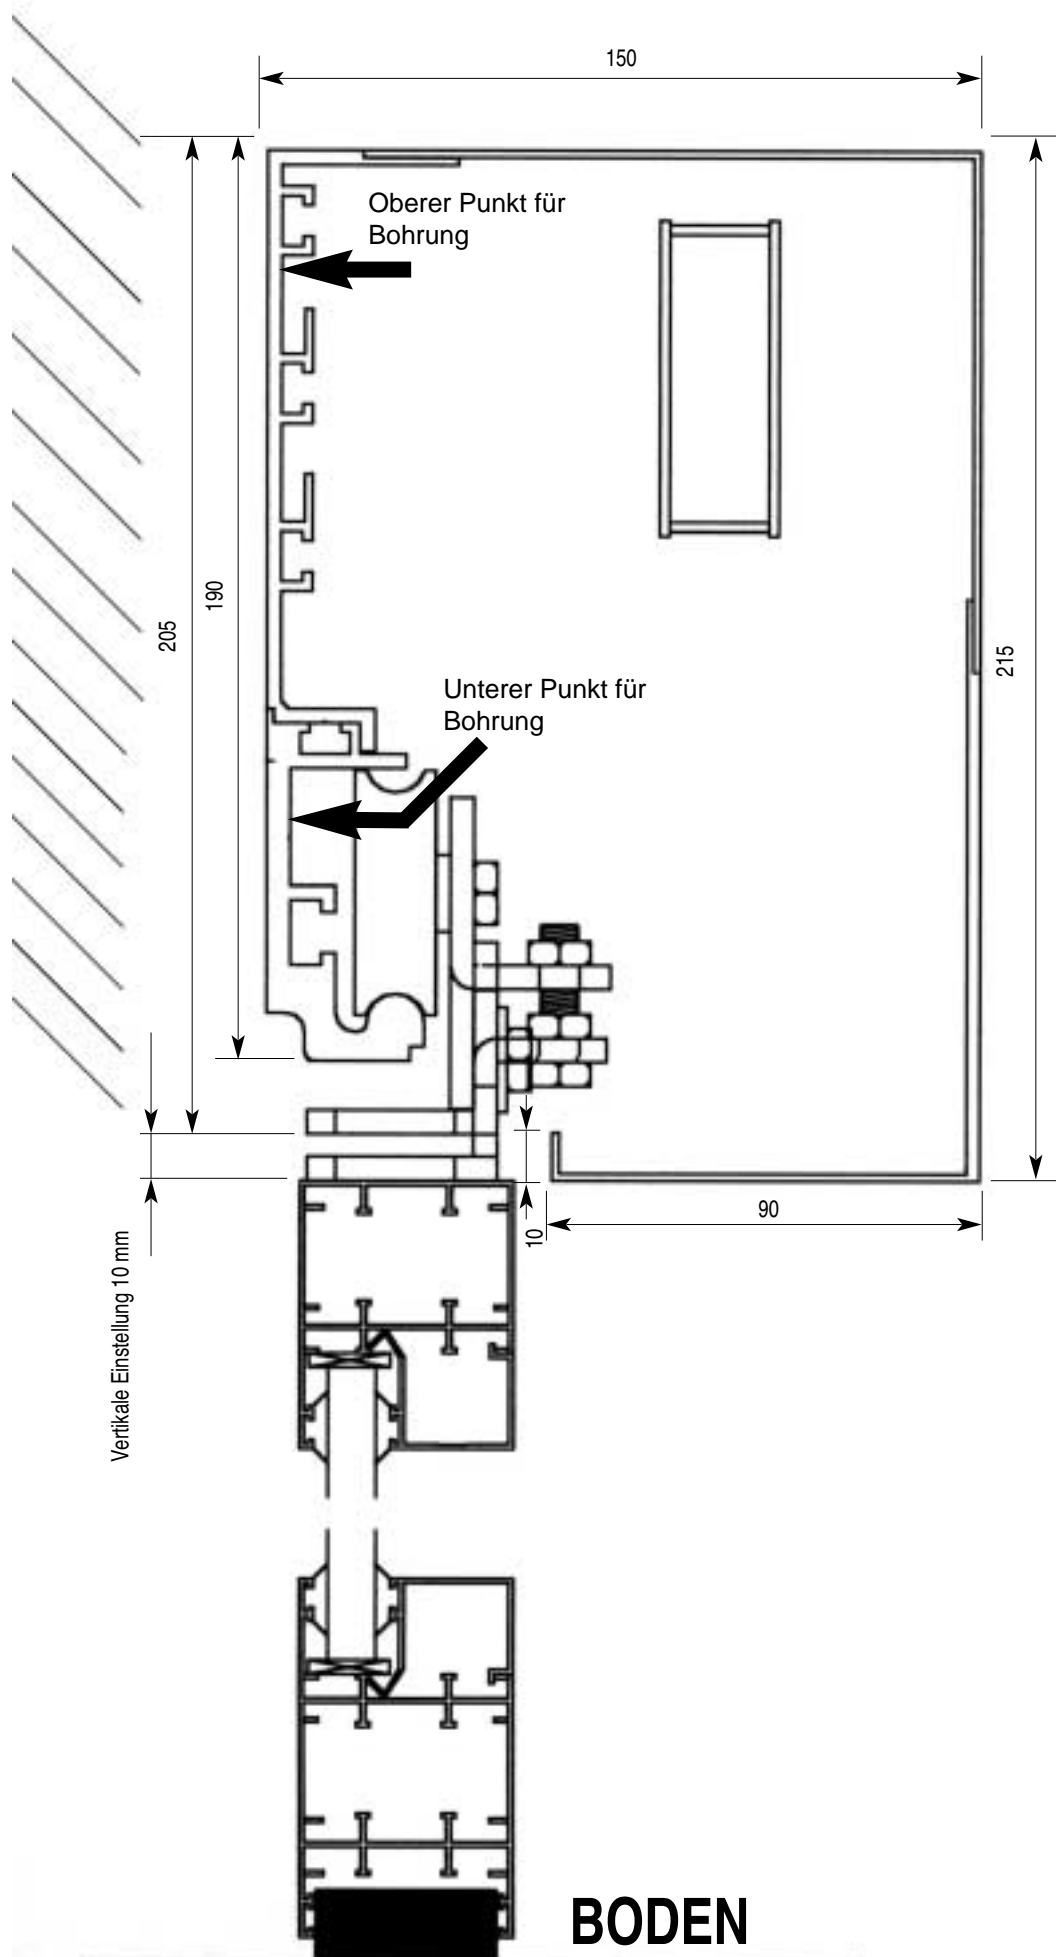 150
Oberer Punkt für
Bohrung
190
205
215
Unterer Punkt für
Bohrung
90
10
Vertikale Einstellung 10 mm
BODEN